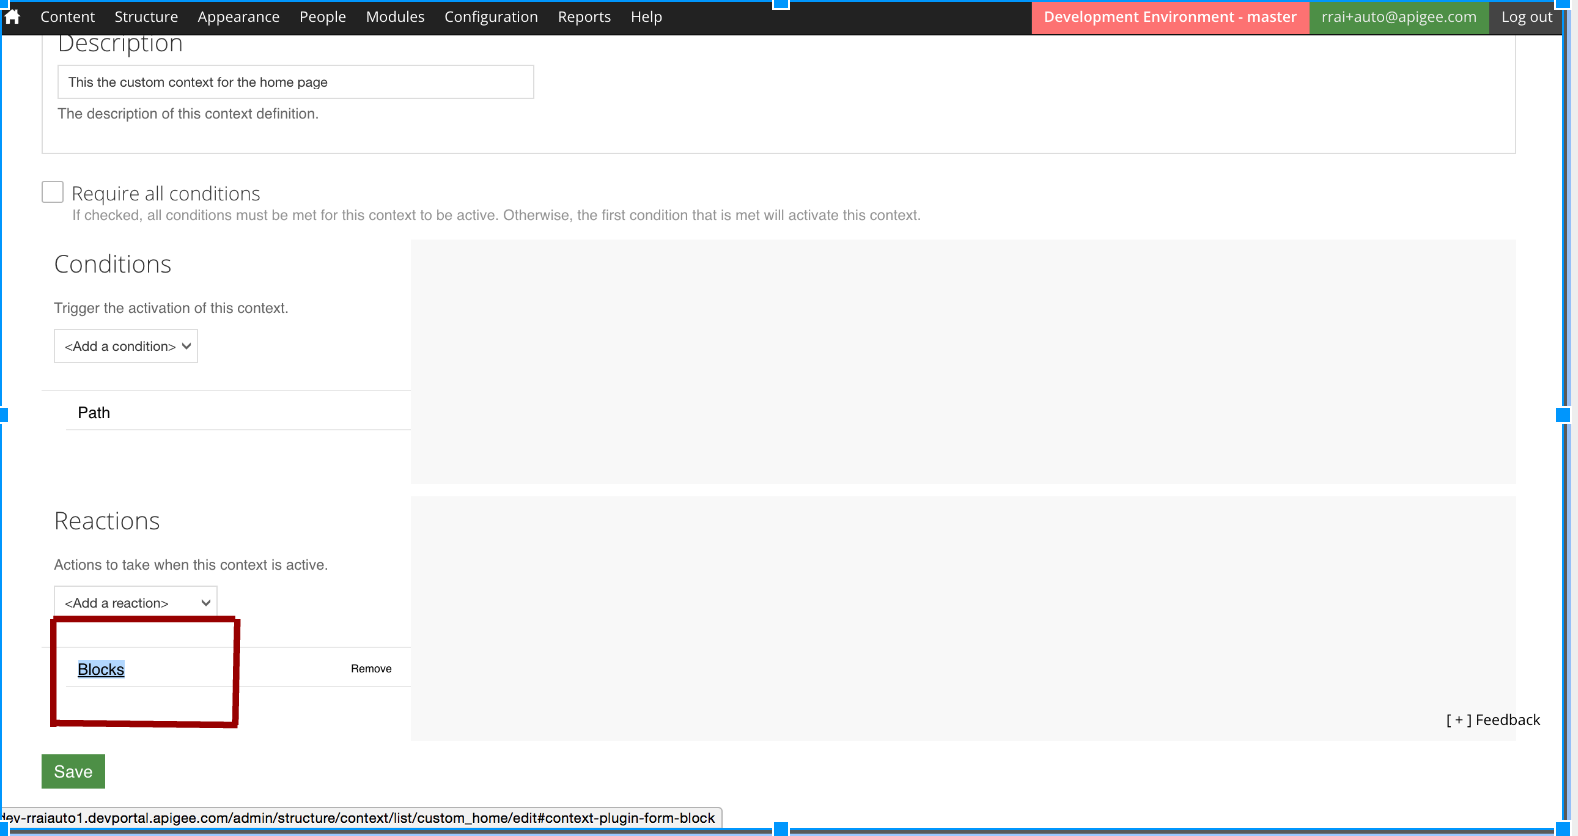 Content Structure Appearance People Modules Configuration Reports Help Development Environment - master rrai+auto@apigee.com Log out
Description
This the custom context for the home page
The description of this context definition.
Require all conditions
If checked, all conditions must be met for this context to be active. Otherwise, the first condition that is met will activate this context.
Conditions
Trigger the activation of this context.
<Add a condition>
Path
Reactions
Actions to take when this context is active.
<Add a reaction>
Blocks Remove
[ + ] Feedback
Save
dev-rraiauto1.devportal.apigee.com/admin/structure/context/list/custom_home/edit#context-plugin-form-block